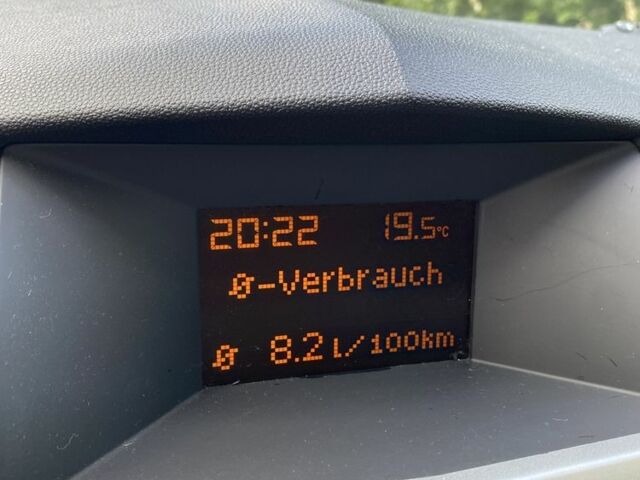 20:22 19.5°C
Ø-Verbrauch
Ø 8.2 l/100km